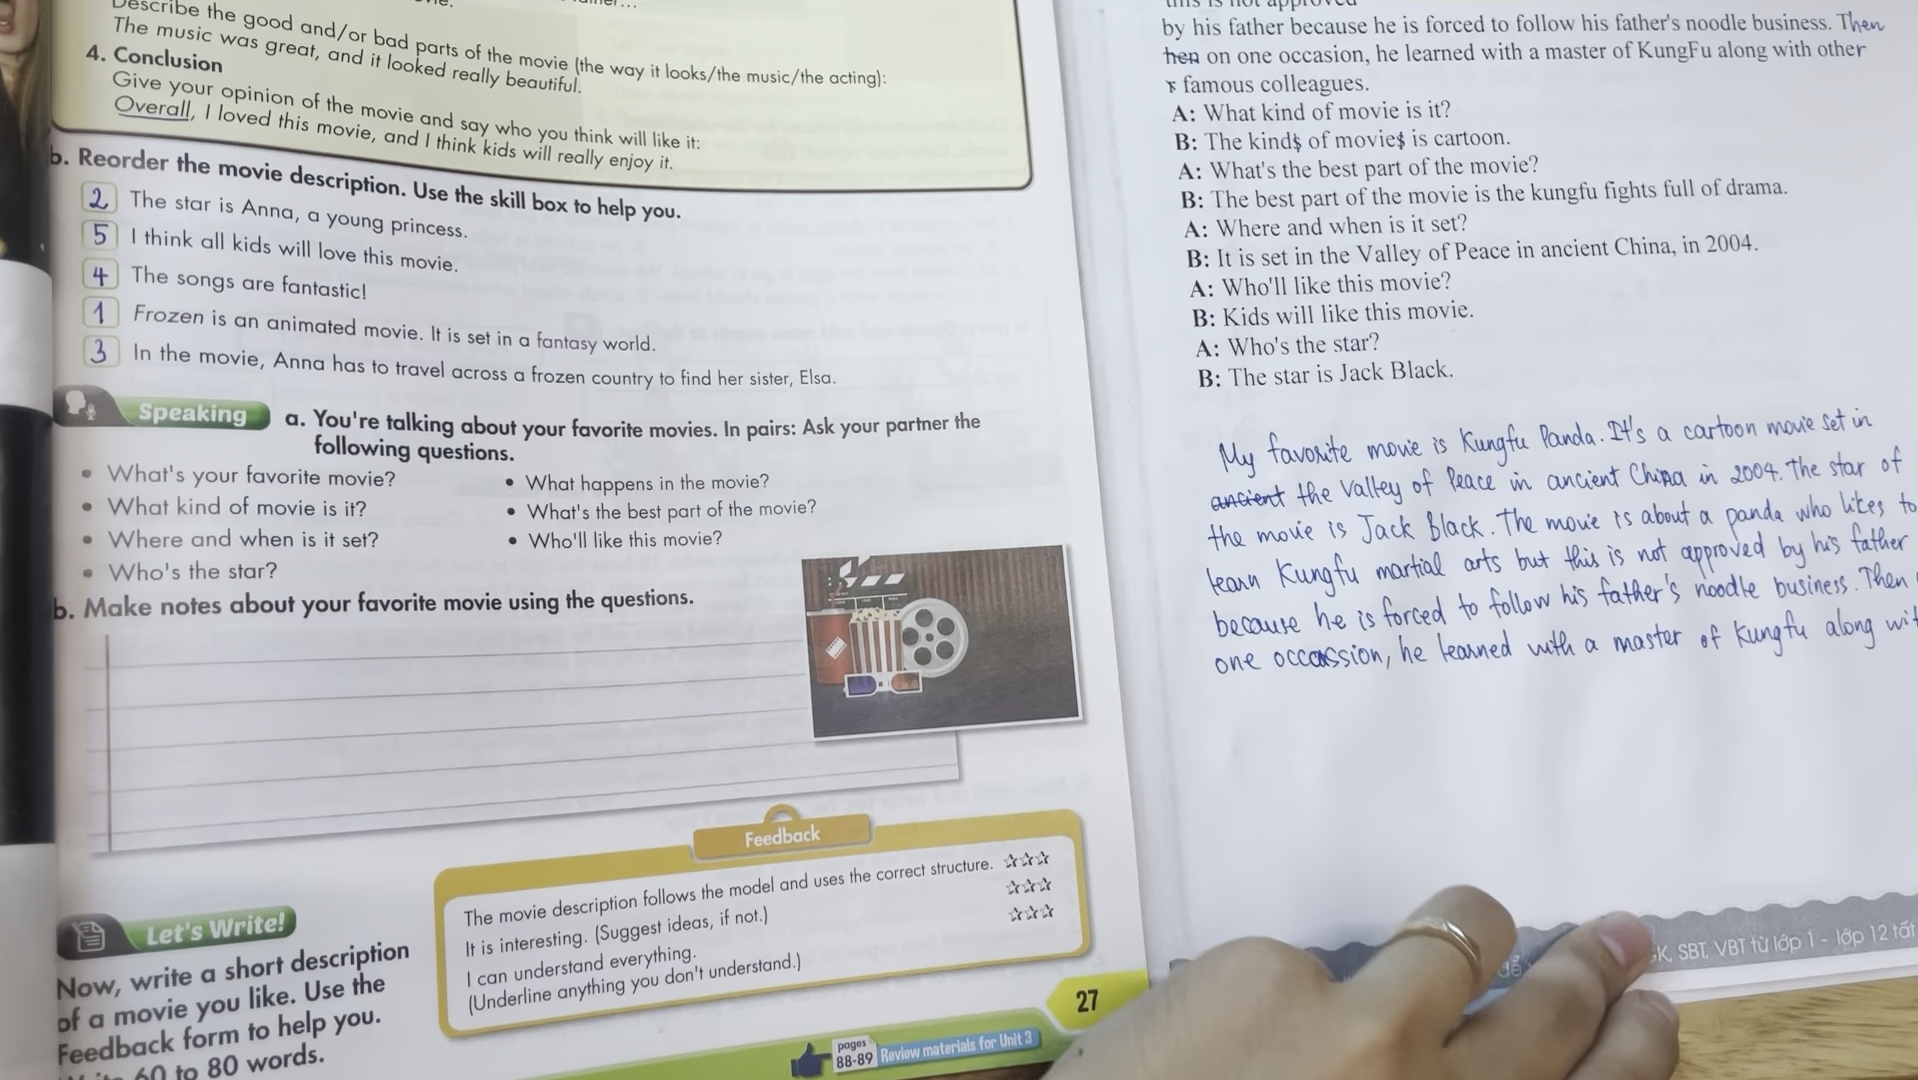 Describe the good and/or bad parts of the movie (the way it looks/the music/the acting):
The music was great, and it looked really beautiful.
4. Conclusion
Give your opinion of the movie and say who you think will like it:
Overall, I loved this movie, and I think kids will really enjoy it.
b. Reorder the movie description. Use the skill box to help you.
2 The star is Anna, a young princess.
5 I think all kids will love this movie.
4 The songs are fantastic!
1 Frozen is an animated movie. It is set in a fantasy world.
3 In the movie, Anna has to travel across a frozen country to find her sister, Elsa.
Speaking
a. You're talking about your favorite movies. In pairs: Ask your partner the
following questions.
• What's your favorite movie?
• What kind of movie is it?
• Where and when is it set?
• Who's the star?
• What happens in the movie?
• What's the best part of the movie?
• Who'll like this movie?
b. Make notes about your favorite movie using the questions.
Feedback
The movie description follows the model and uses the correct structure. ☆☆☆
It is interesting. (Suggest ideas, if not.) ☆☆☆
I can understand everything. ☆☆☆
(Underline anything you don't understand.)
Let's Write!
Now, write a short description
of a movie you like. Use the
Feedback form to help you.
60 to 80 words.
27
pages
88-89 Review materials for Unit 3
this is not approved
by his father because he is forced to follow his father's noodle business. Then
hen on one occasion, he learned with a master of KungFu along with other
famous colleagues.
A: What kind of movie is it?
B: The kind$ of movie$ is cartoon.
A: What's the best part of the movie?
B: The best part of the movie is the kungfu fights full of drama.
A: Where and when is it set?
B: It is set in the Valley of Peace in ancient China, in 2004.
A: Who'll like this movie?
B: Kids will like this movie.
A: Who's the star?
B: The star is Jack Black.
My favorite movie is Kungfu Panda. It's a cartoon movie set in
ancient the Valley of Peace in ancient China in 2004. The star of
the movie is Jack Black. The movie is about a panda who likes to
learn Kungfu martial arts but this is not approved by his father
because he is forced to follow his father's noodle business. Then
one occassion, he learned with a master of Kungfu along wit
SBT, VBT từ lớp 1 - lớp 12 tất